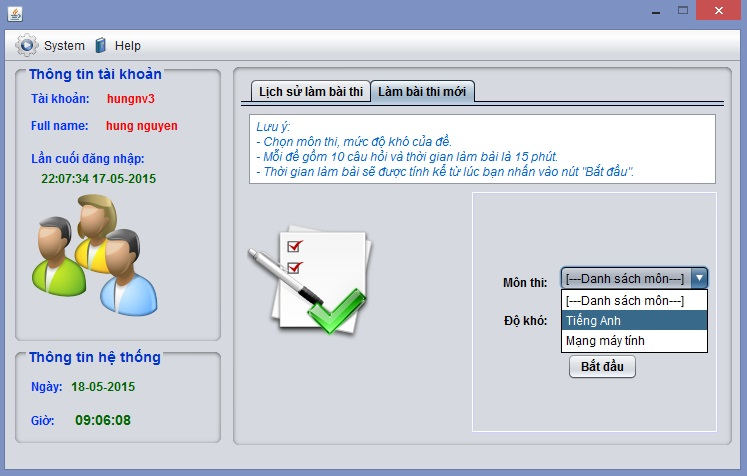 System Help
Thông tin tài khoản
Tài khoản: hungnv3
Full name: hung nguyen
Lần cuối đăng nhập:
22:07:34 17-05-2015
Thông tin hệ thống
Ngày: 18-05-2015
Giờ: 09:06:08
Lịch sử làm bài thi Làm bài thi mới
Lưu ý:
- Chọn môn thi, mức độ khó của đề.
- Mỗi đề gồm 10 câu hỏi và thời gian làm bài là 15 phút.
- Thời gian làm bài sẽ được tính kể từ lúc bạn nhấn vào nút "Bắt đầu".
Môn thi: [---Danh sách môn---]
[---Danh sách môn---]
Độ khó: Tiếng Anh
Mạng máy tính
Bắt đầu